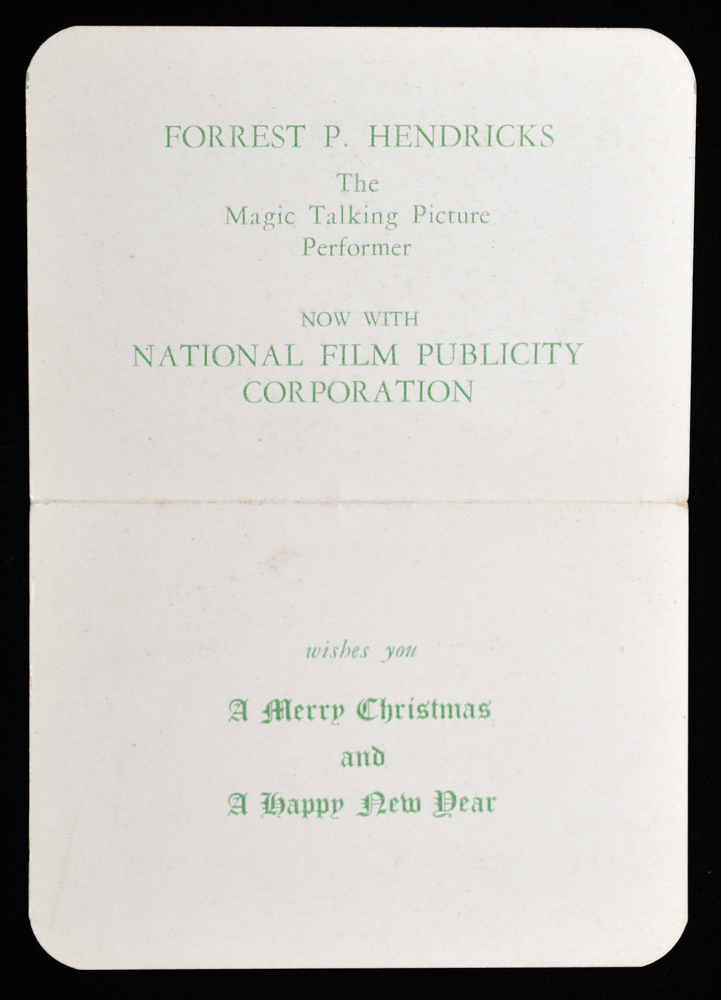 FORREST P. HENDRICKS
The
Magic Talking Picture
Performer
NOW WITH
NATIONAL FILM PUBLICITY
CORPORATION
wishes you
A Merry Christmas
and
A Happy New Year